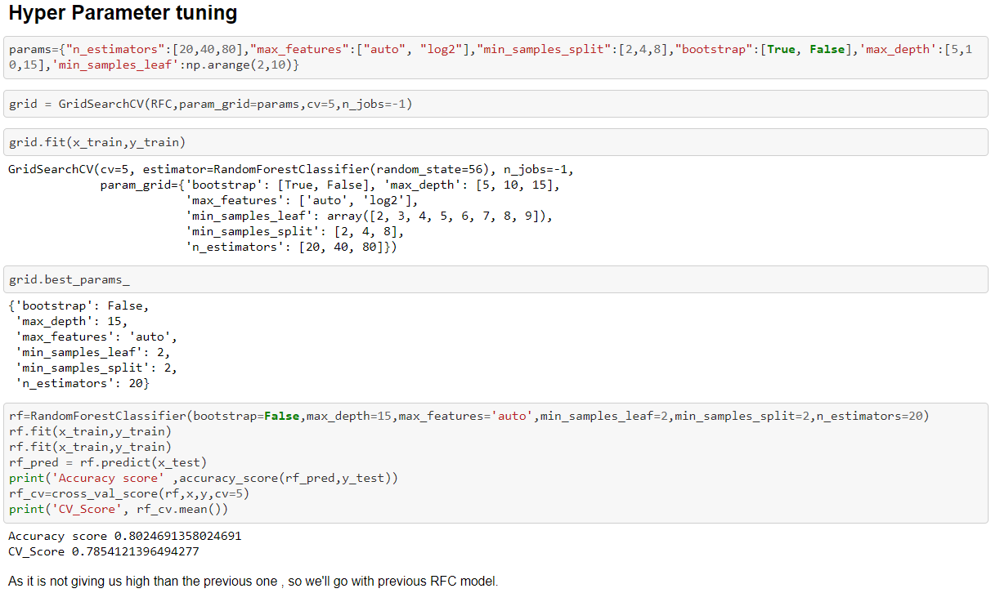 Hyper Parameter tuning
params={"n_estimators":[20,40,80],"max_features":["auto", "log2"],"min_samples_split":[2,4,8],"bootstrap":[True, False],'max_depth':[5,1
0,15],'min_samples_leaf':np.arange(2,10)}
grid = GridSearchCV(RFC,param_grid=params,cv=5,n_jobs=-1)
grid.fit(x_train,y_train)
GridSearchCV(cv=5, estimator=RandomForestClassifier(random_state=56), n_jobs=-1,
             param_grid={'bootstrap': [True, False], 'max_depth': [5, 10, 15],
                         'max_features': ['auto', 'log2'],
                         'min_samples_leaf': array([2, 3, 4, 5, 6, 7, 8, 9]),
                         'min_samples_split': [2, 4, 8],
                         'n_estimators': [20, 40, 80]})
grid.best_params_
{'bootstrap': False,
 'max_depth': 15,
 'max_features': 'auto',
 'min_samples_leaf': 2,
 'min_samples_split': 2,
 'n_estimators': 20}
rf=RandomForestClassifier(bootstrap=False,max_depth=15,max_features='auto',min_samples_leaf=2,min_samples_split=2,n_estimators=20)
rf.fit(x_train,y_train)
rf.fit(x_train,y_train)
rf_pred = rf.predict(x_test)
print('Accuracy score' ,accuracy_score(rf_pred,y_test))
rf_cv=cross_val_score(rf,x,y,cv=5)
print('CV_Score', rf_cv.mean())
Accuracy score 0.8024691358024691
CV_Score 0.7854121396494277
As it is not giving us high than the previous one , so we'll go with previous RFC model.